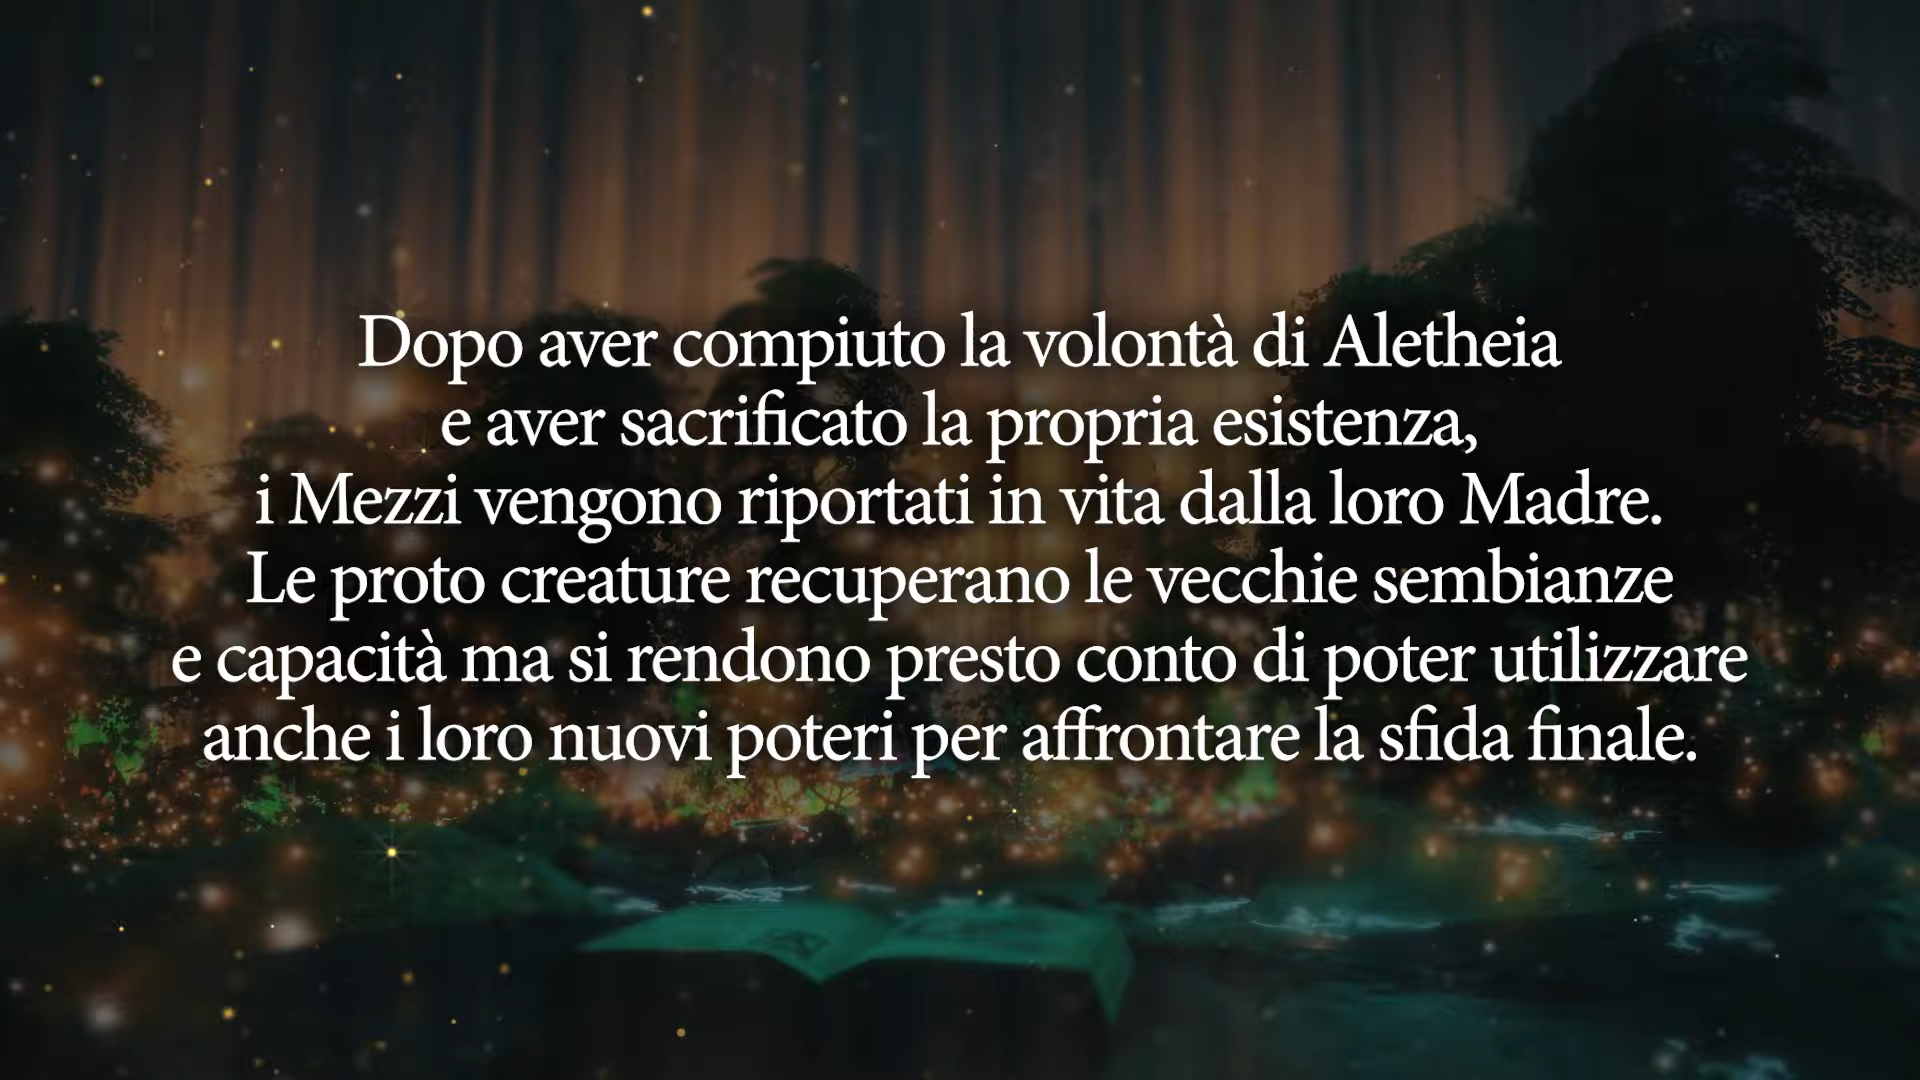 Dopo aver compiuto la volontà di Aletheia
e aver sacrificato la propria esistenza,
i Mezzi vengono riportati in vita dalla loro Madre.
Le proto creature recuperano le vecchie sembianze
e capacità ma si rendono presto conto di poter utilizzare
anche i loro nuovi poteri per affrontare la sfida finale.